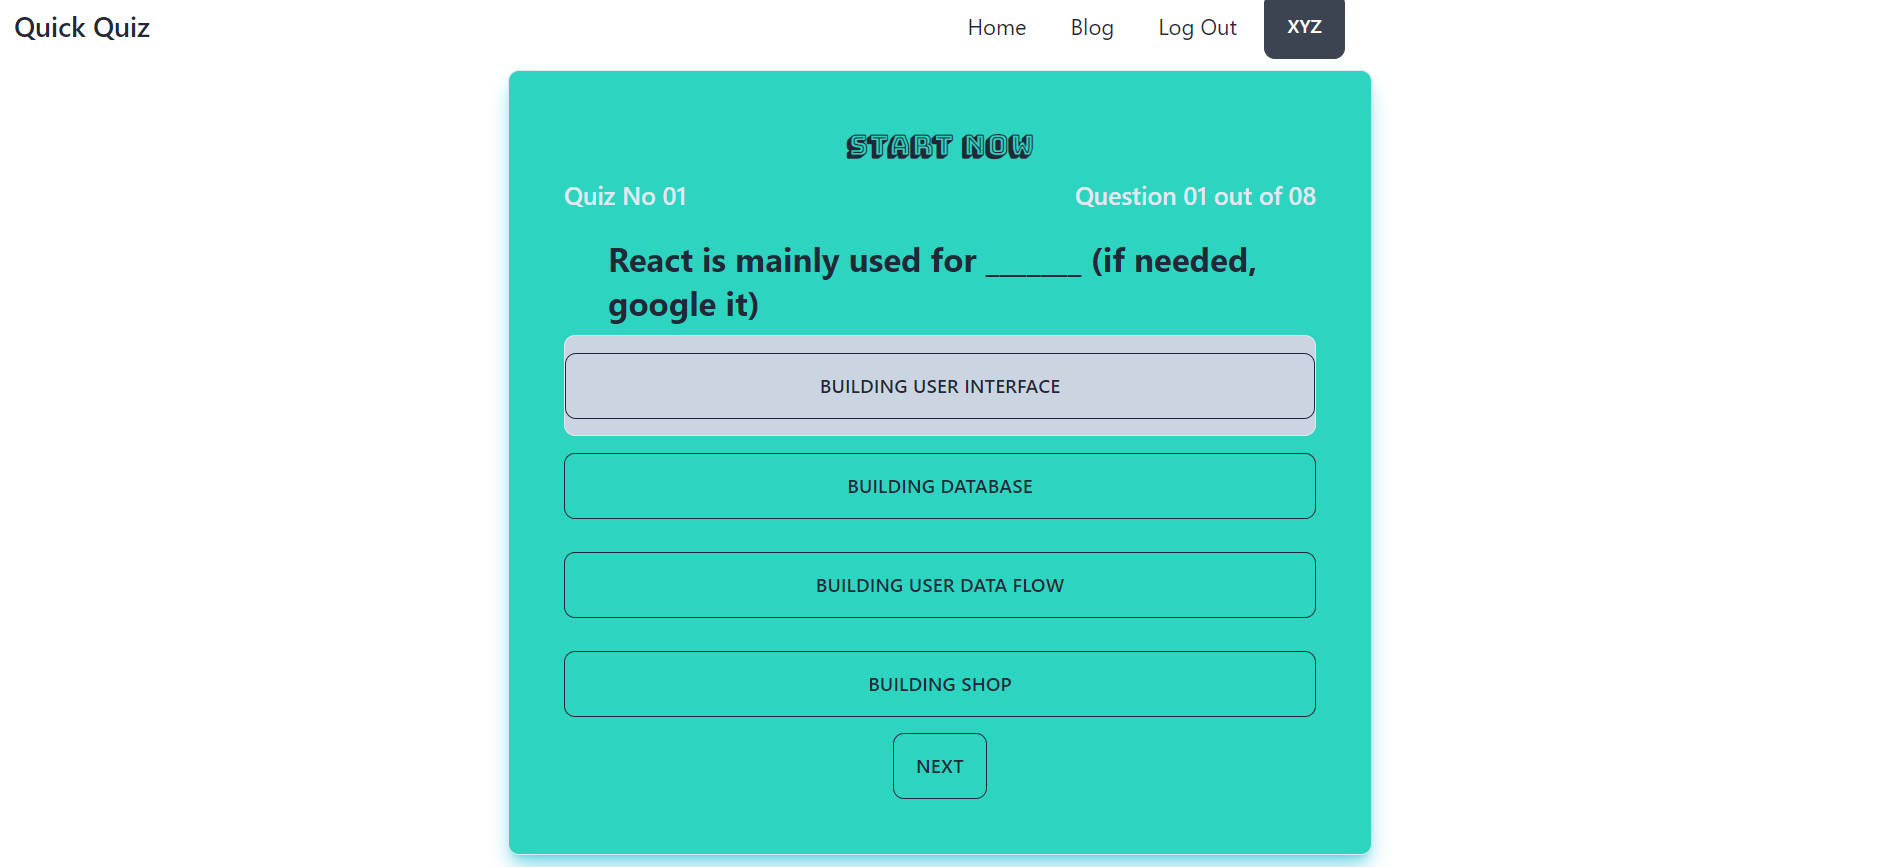 Quick Quiz
Home
Blog
Log Out
XYZ
START NOW
Quiz No 01
Question 01 out of 08
React is mainly used for _______ (if needed,
google it)
BUILDING USER INTERFACE
BUILDING DATABASE
BUILDING USER DATA FLOW
BUILDING SHOP
NEXT